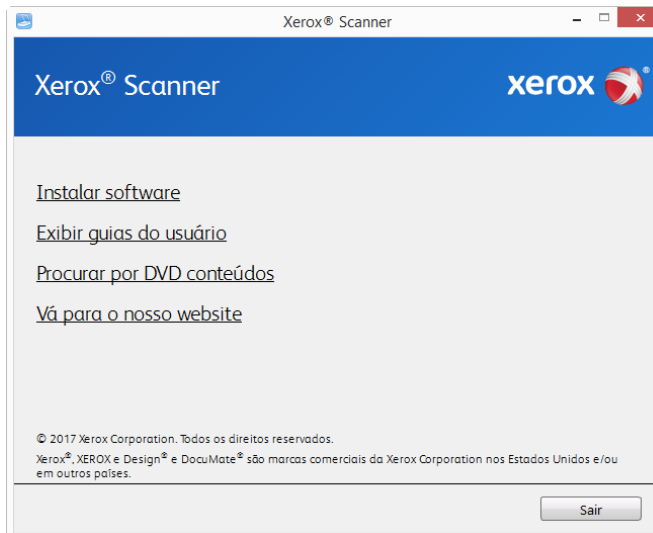 Xerox® Scanner
Xerox® Scanner
xerox ®
Instalar software
Exibir guias do usuário
Procurar por DVD conteúdos
Vá para o nosso website
© 2017 Xerox Corporation. Todos os direitos reservados.
Xerox®, XEROX e Design® e DocuMate® são marcas comerciais da Xerox Corporation nos Estados Unidos e/ou
em outros países.
Sair